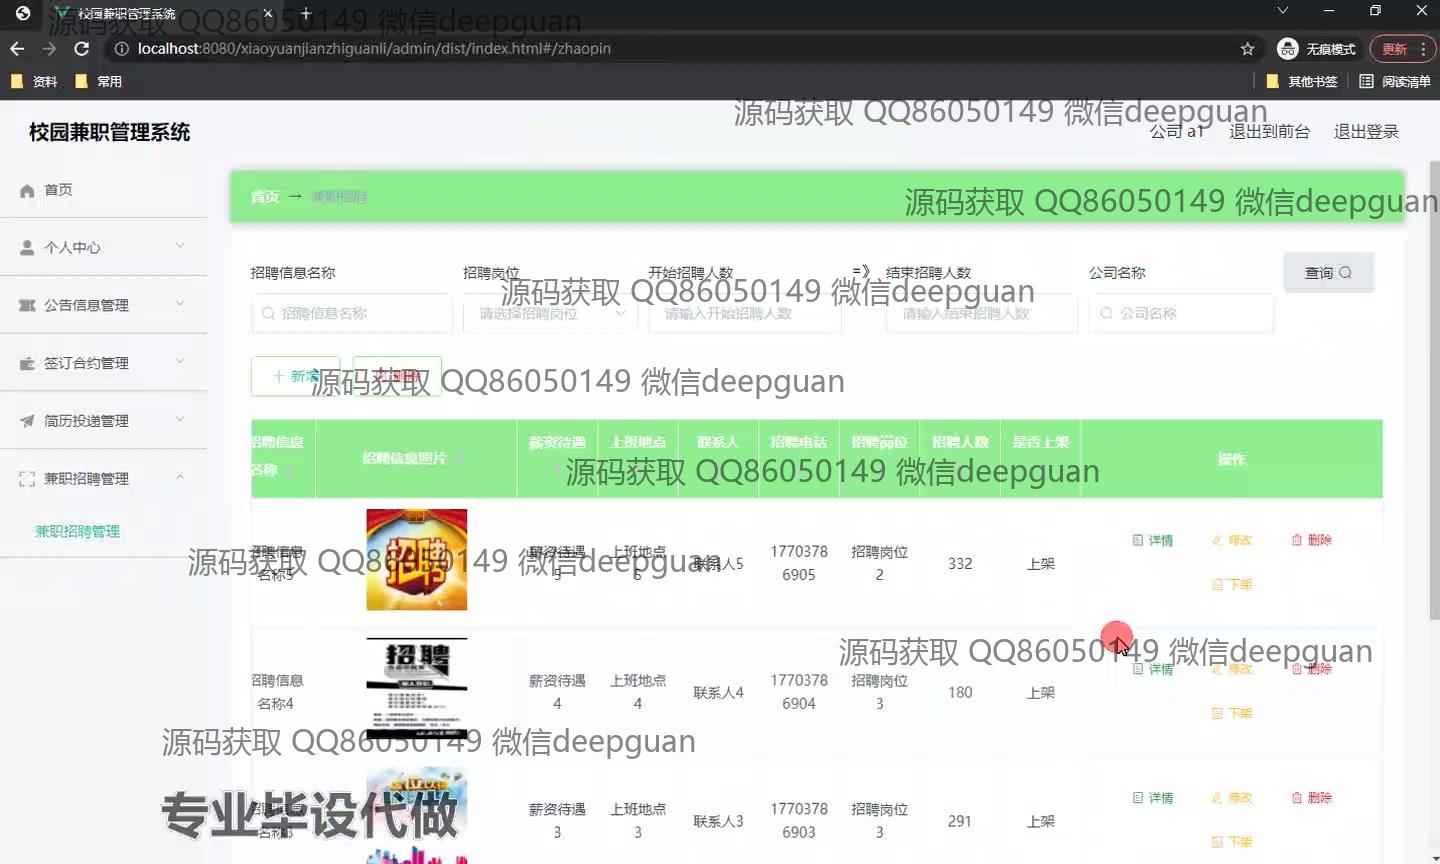 校园兼职管理系统
localhost:8080/xiaoyuanjianzhiguanli/admin/dist/index.html#/zhaopin
无痕模式
更新
资料
常用
其他书签
阅读清单
源码获取 QQ86050149 微信deepguan
校园兼职管理系统
公司 a1
退出到前台
退出登录
源码获取 QQ86050149 微信deepguan
首页
个人中心
公告信息管理
签订合约管理
简历投递管理
兼职招聘管理
兼职招聘管理
首页 → 兼职招聘
源码获取 QQ86050149 微信deepguan
招聘信息名称
招聘岗位
开始招聘人数
=》
结束招聘人数
公司名称
查询
源码获取 QQ86050149 微信deepguan
招聘信息名称
请选择招聘岗位
请输入开始招聘人数
请输入结束招聘人数
公司名称
+ 新增
删除
源码获取 QQ86050149 微信deepguan
招聘信息
名称
招聘信息照片
薪资待遇
上班地点
联系人
招聘电话
招聘岗位
招聘人数
是否上架
操作
源码获取 QQ86050149 微信deepguan
招聘信息
名称5
招聘
薪资待遇
5
上班地点
5
联系人5
1770378
6905
招聘岗位
2
332
上架
详情
修改
删除
下架
源码获取 QQ86050149 微信deepguan
招聘信息
名称4
招聘
薪资待遇
4
上班地点
4
联系人4
1770378
6904
招聘岗位
3
180
上架
详情
修改
删除
下架
源码获取 QQ86050149 微信deepguan
源码获取 QQ86050149 微信deepguan
招聘信息
名称3
薪资待遇
3
上班地点
3
联系人3
1770378
6903
招聘岗位
3
291
上架
详情
修改
删除
下架
专业毕设代做